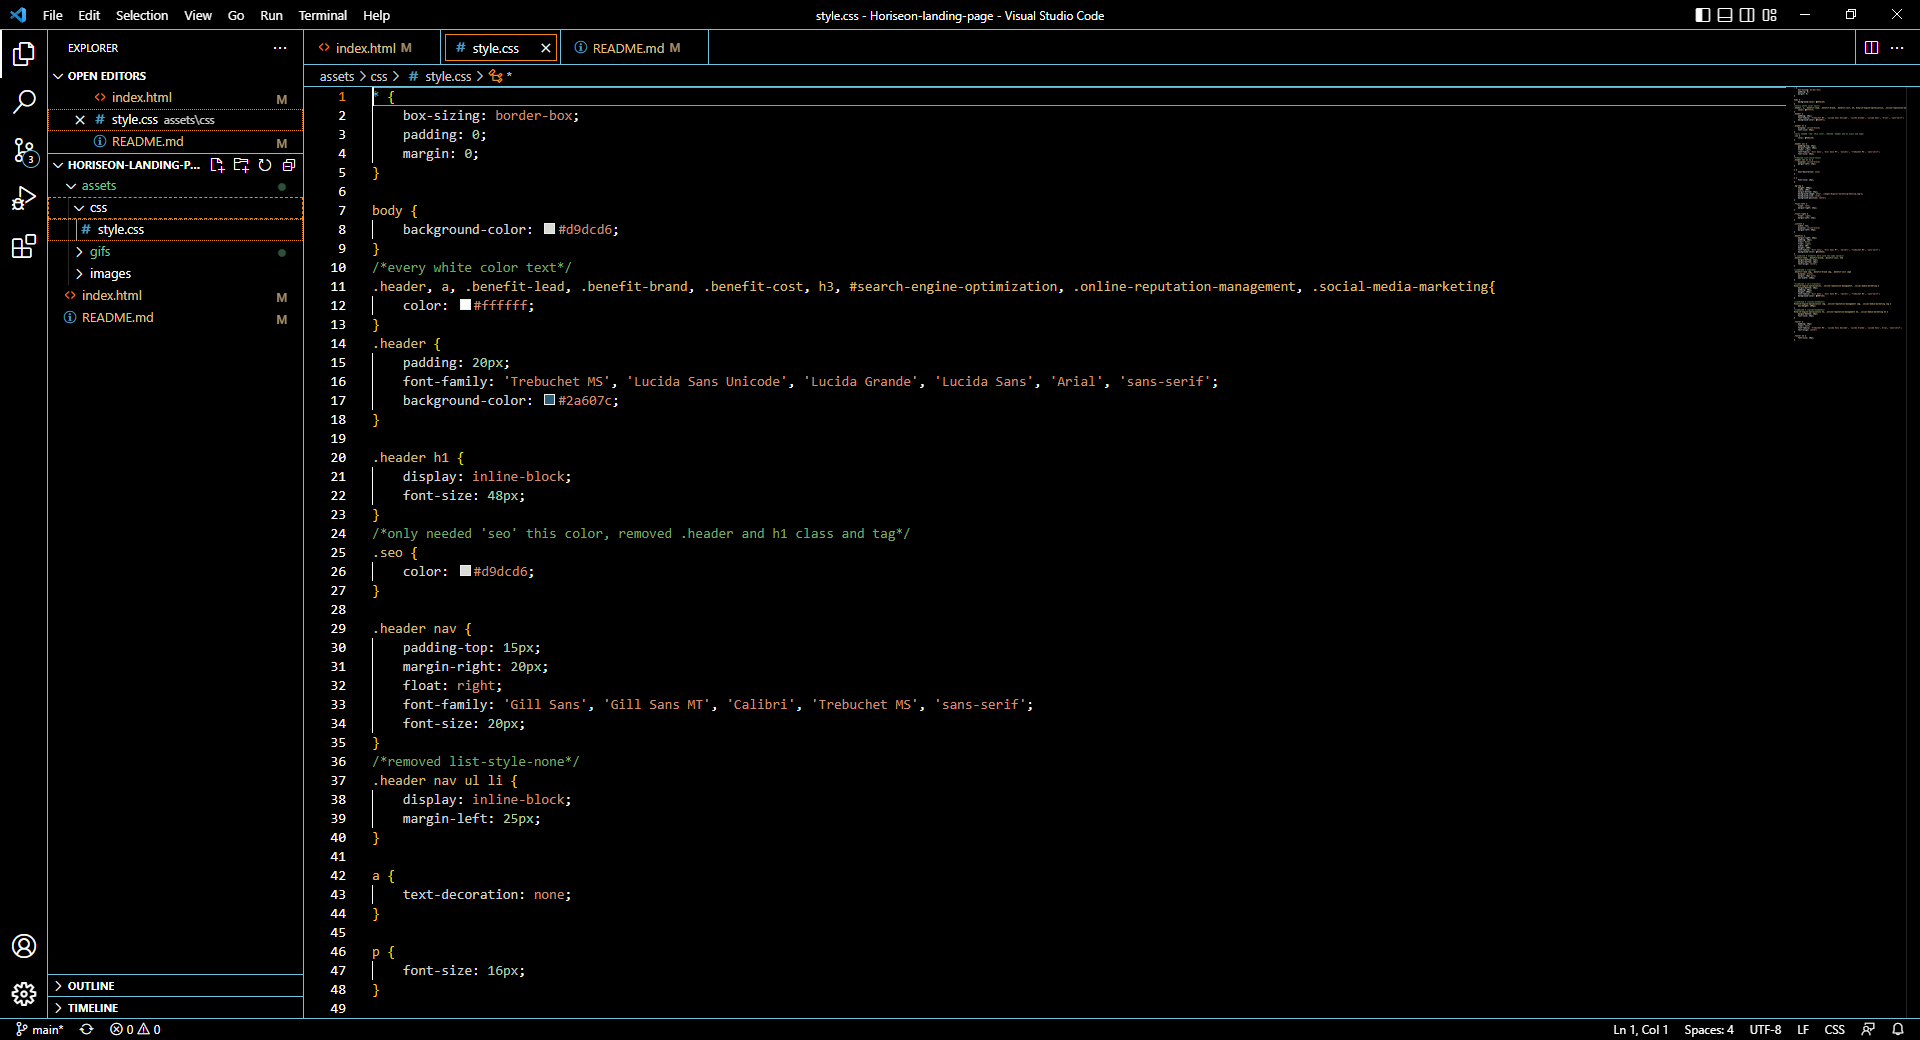 File Edit Selection View Go Run Terminal Help
style.css - Horiseon-landing-page - Visual Studio Code
EXPLORER
OPEN EDITORS
index.html M
style.css assets\css
README.md M
HORISEON-LANDING-P...
assets
css
style.css
gifs
images
index.html M
README.md M
OUTLINE
TIMELINE
3
index.html M
style.css
README.md M
assets > css > # style.css > *
1 * {
2 box-sizing: border-box;
3 padding: 0;
4 margin: 0;
5 }
6
7 body {
8 background-color: #d9dcd6;
9 }
10 /*every white color text*/
11 .header, a, .benefit-lead, .benefit-brand, .benefit-cost, h3, #search-engine-optimization, .online-reputation-management, .social-media-marketing{
12 color: #ffffff;
13 }
14 .header {
15 padding: 20px;
16 font-family: 'Trebuchet MS', 'Lucida Sans Unicode', 'Lucida Grande', 'Lucida Sans', 'Arial', 'sans-serif';
17 background-color: #2a607c;
18 }
19
20 .header h1 {
21 display: inline-block;
22 font-size: 48px;
23 }
24 /*only needed 'seo' this color, removed .header and h1 class and tag*/
25 .seo {
26 color: #d9dcd6;
27 }
28
29 .header nav {
30 padding-top: 15px;
31 margin-right: 20px;
32 float: right;
33 font-family: 'Gill Sans', 'Gill Sans MT', 'Calibri', 'Trebuchet MS', 'sans-serif';
34 font-size: 20px;
35 }
36 /*removed list-style-none*/
37 .header nav ul li {
38 display: inline-block;
39 margin-left: 25px;
40 }
41
42 a {
43 text-decoration: none;
44 }
45
46 p {
47 font-size: 16px;
48 }
49
main* 0 0
Ln 1, Col 1 Spaces: 4 UTF-8 LF CSS